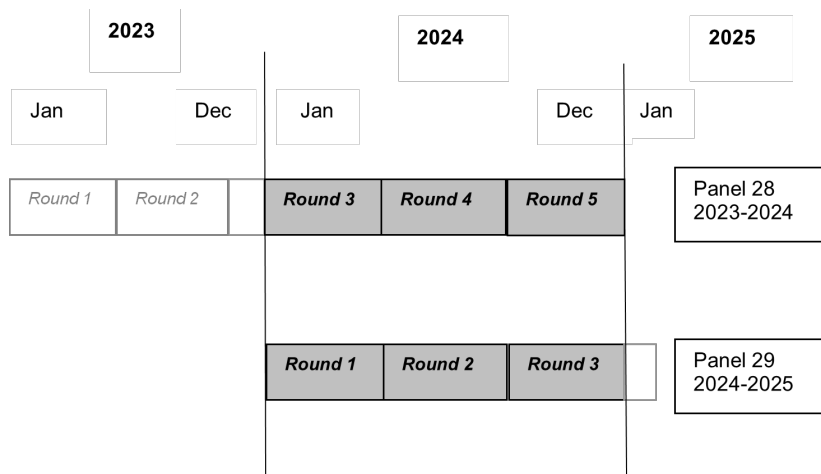 2023
2024
2025
Jan
Dec
Jan
Dec
Jan
Round 1
Round 2
Round 3
Round 4
Round 5
Panel 28
2023-2024
Round 1
Round 2
Round 3
Panel 29
2024-2025